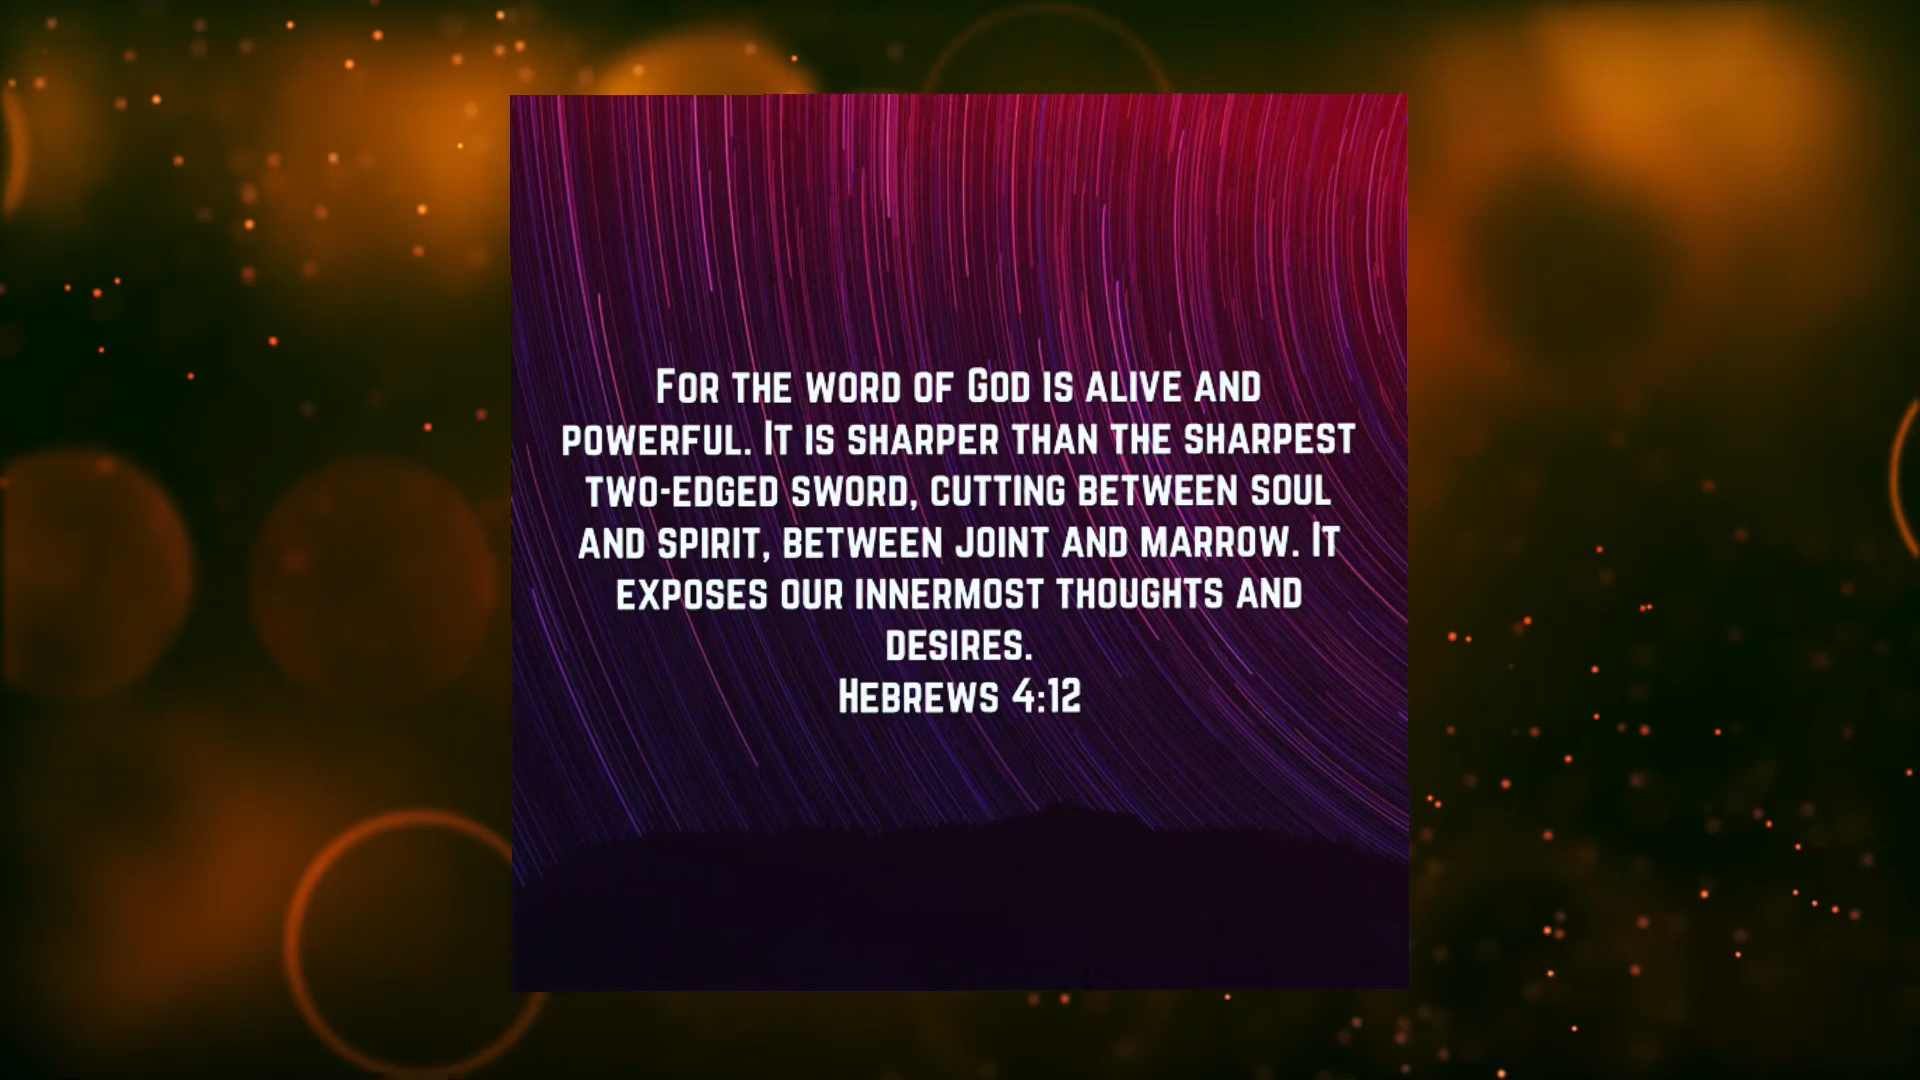 For the word of God is alive and
powerful. It is sharper than the sharpest
two-edged sword, cutting between soul
and spirit, between joint and marrow. It
exposes our innermost thoughts and
desires.
Hebrews 4:12